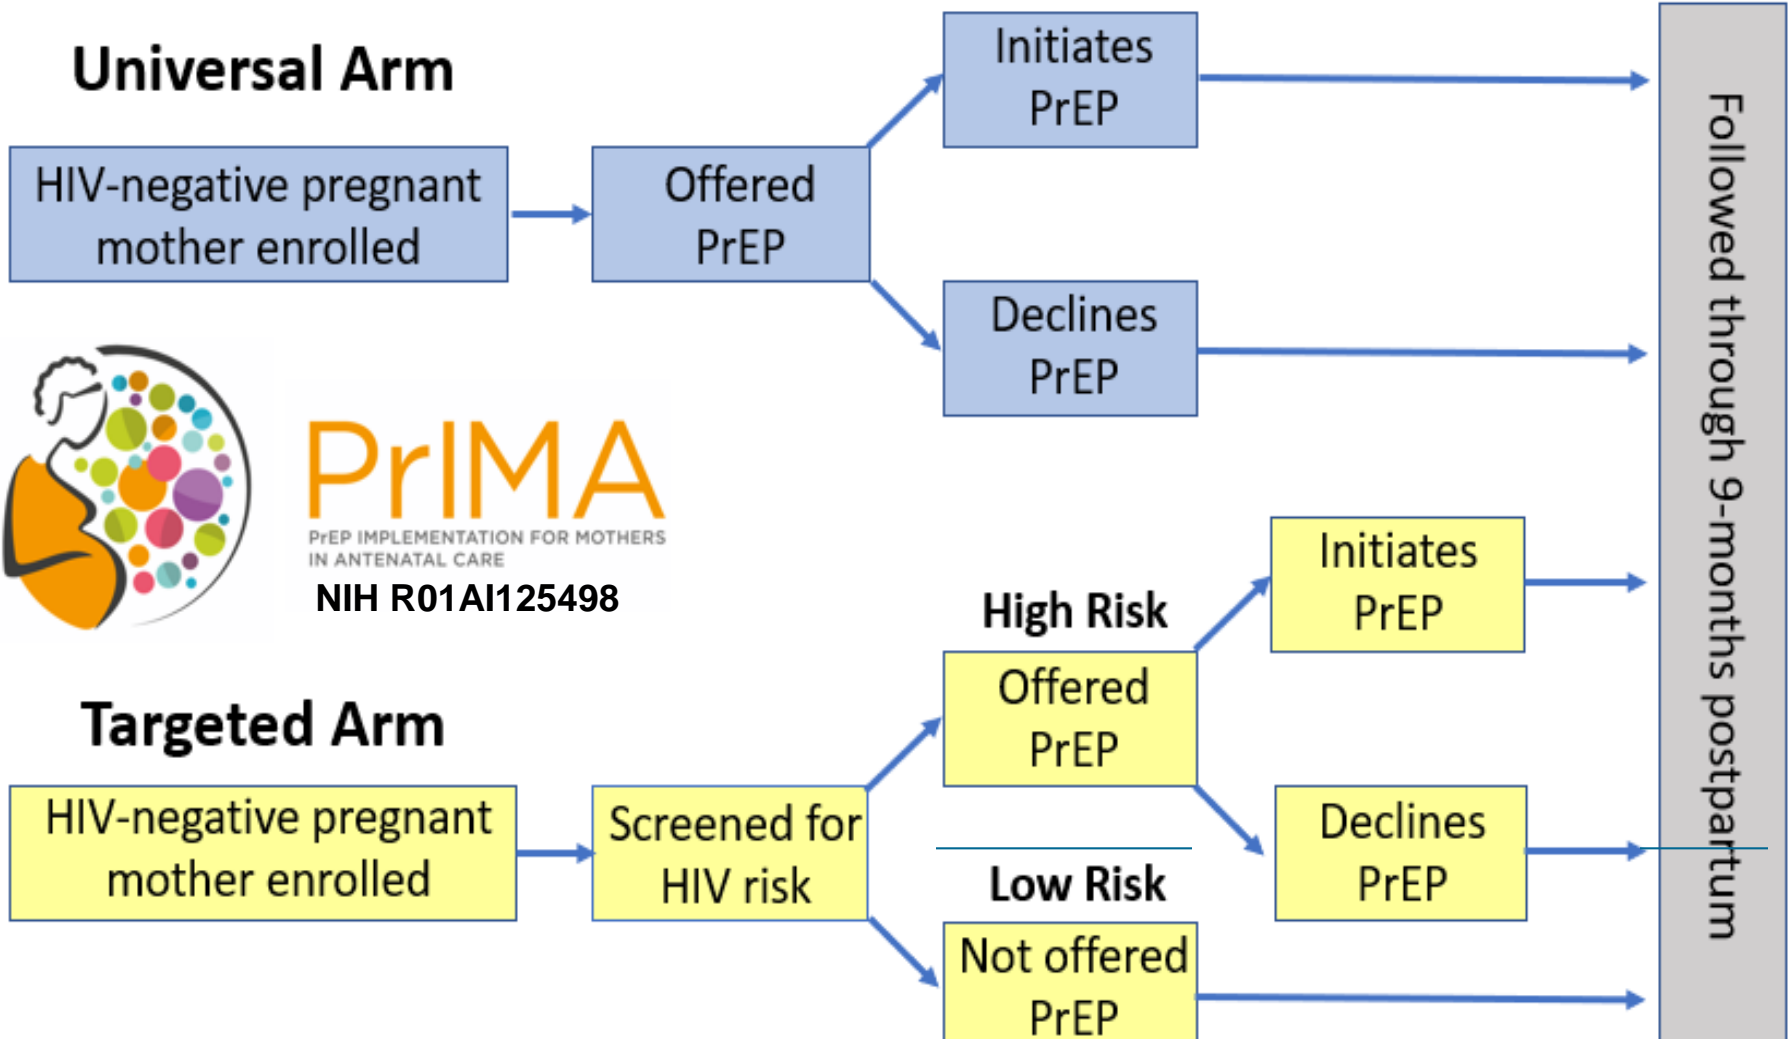 Universal Arm
HIV-negative pregnant
mother enrolled
Offered
PrEP
Initiates
PrEP
Declines
PrEP
PrIMA
PrEP IMPLEMENTATION FOR MOTHERS
IN ANTENATAL CARE
NIH R01AI125498
Targeted Arm
HIV-negative pregnant
mother enrolled
Screened for
HIV risk
High Risk
Offered
PrEP
Initiates
PrEP
Declines
PrEP
Low Risk
Not offered
PrEP
Followed through 9-months postpartum